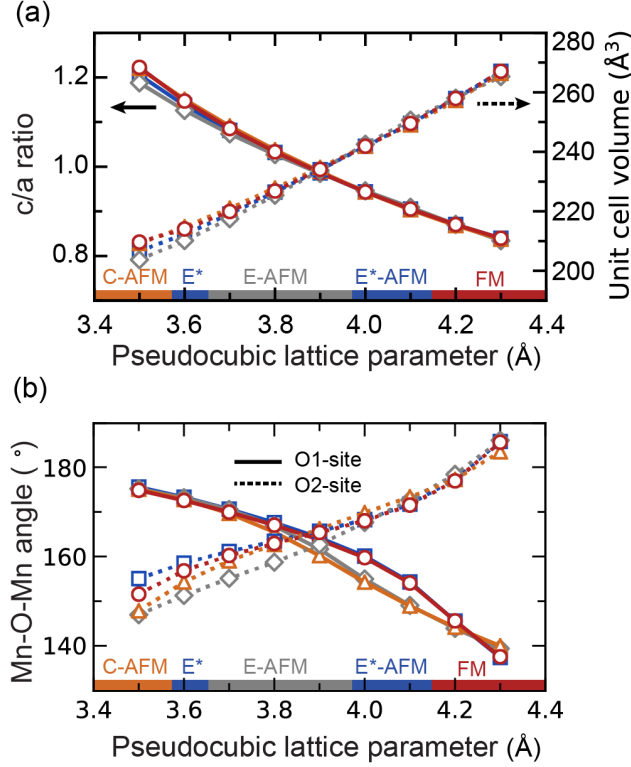 (a)
1.2
1.0
0.8
c/a ratio
280
260
240
220
200
Unit cell volume (Å³)
C-AFM E* E-AFM E*-AFM FM
3.4 3.6 3.8 4.0 4.2 4.4
Pseudocubic lattice parameter (Å)
(b)
180
160
140
Mn-O-Mn angle (°)
O1-site
O2-site
C-AFM E* E-AFM E*-AFM FM
3.4 3.6 3.8 4.0 4.2 4.4
Pseudocubic lattice parameter (Å)